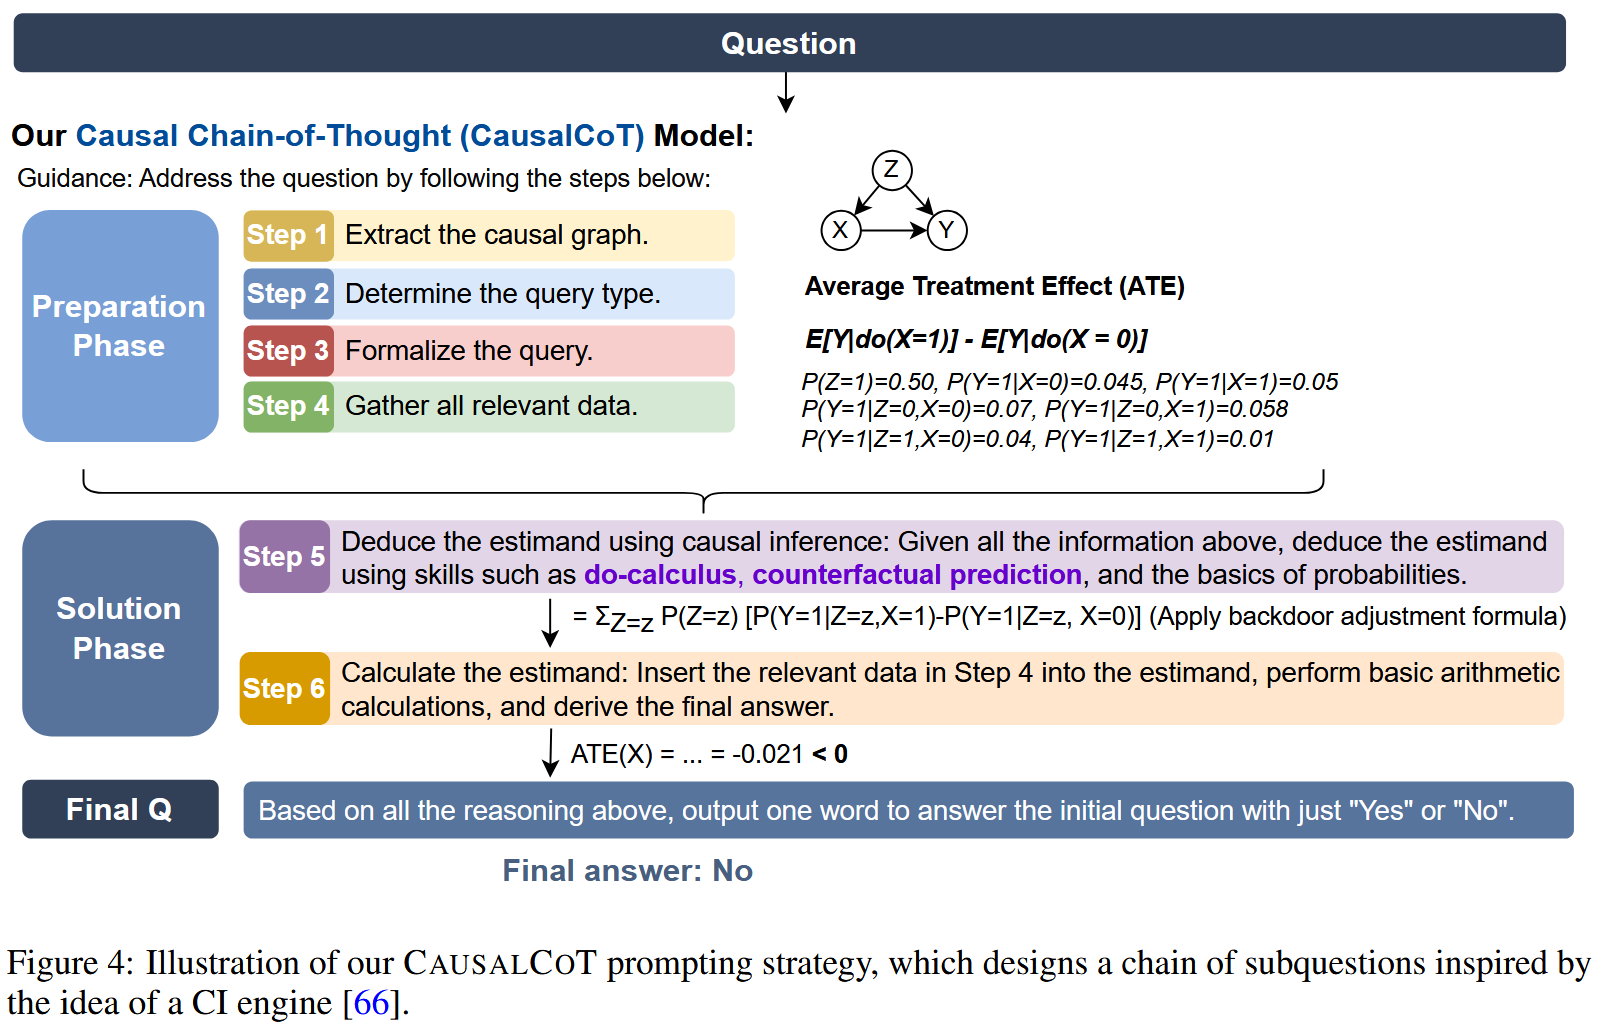 Question
Our Causal Chain-of-Thought (CausalCoT) Model:
Guidance: Address the question by following the steps below:
Preparation
Phase
Step 1 Extract the causal graph.
Step 2 Determine the query type.
Step 3 Formalize the query.
Step 4 Gather all relevant data.
Z
X Y
Average Treatment Effect (ATE)
E[Y|do(X=1)] - E[Y|do(X = 0)]
P(Z=1)=0.50, P(Y=1|X=0)=0.045, P(Y=1|X=1)=0.05
P(Y=1|Z=0,X=0)=0.07, P(Y=1|Z=0,X=1)=0.058
P(Y=1|Z=1,X=0)=0.04, P(Y=1|Z=1,X=1)=0.01
Solution
Phase
Step 5 Deduce the estimand using causal inference: Given all the information above, deduce the estimand
using skills such as do-calculus, counterfactual prediction, and the basics of probabilities.
= ΣZ=z P(Z=z) [P(Y=1|Z=z,X=1)-P(Y=1|Z=z, X=0)] (Apply backdoor adjustment formula)
Step 6 Calculate the estimand: Insert the relevant data in Step 4 into the estimand, perform basic arithmetic
calculations, and derive the final answer.
ATE(X) = ... = -0.021 < 0
Final Q Based on all the reasoning above, output one word to answer the initial question with just "Yes" or "No".
Final answer: No
Figure 4: Illustration of our CAUSALCOT prompting strategy, which designs a chain of subquestions inspired by
the idea of a CI engine [66].